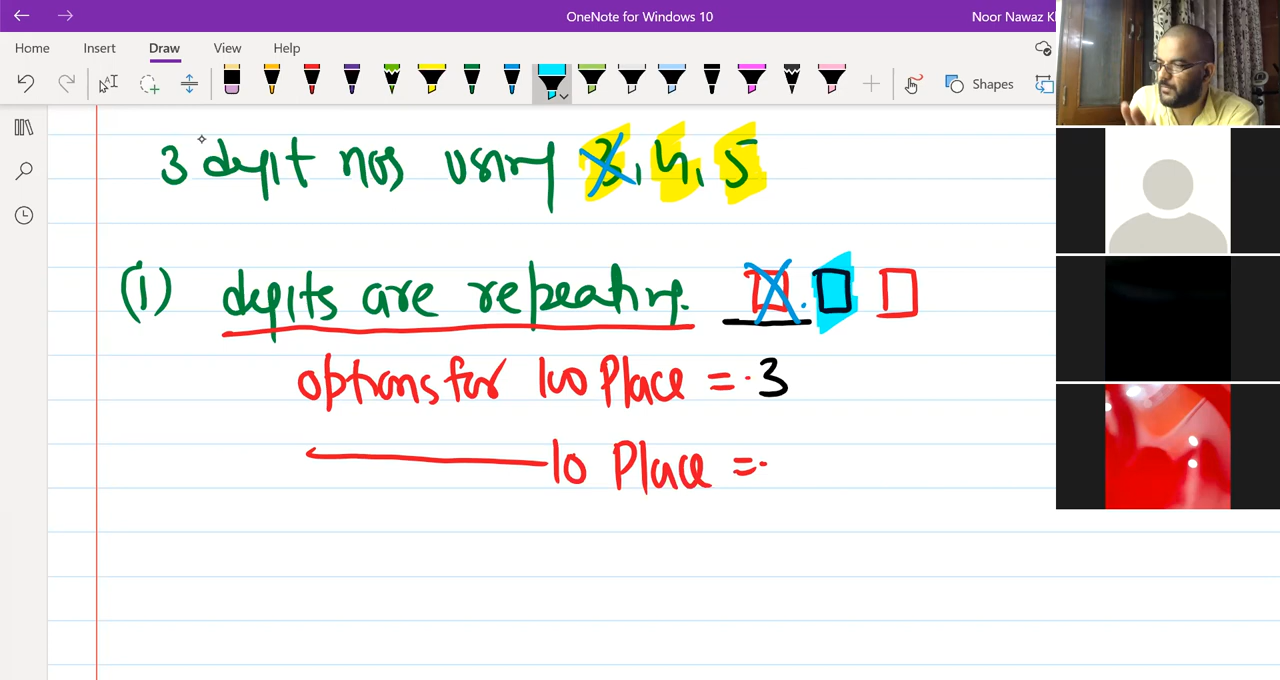 OneNote for Windows 10
Noor Nawaz Kh
Home Insert Draw View Help
Shapes
3 digit nos using 3, 4, 5
(1) digits are repeating.
options for 100 Place = 3
10 Place =